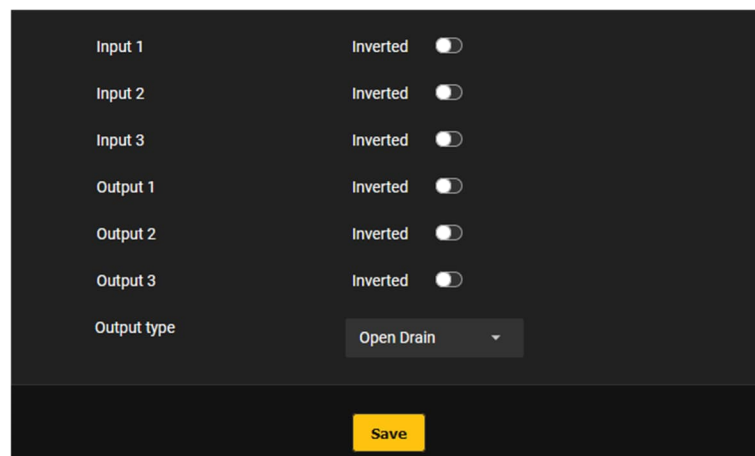 Input 1 Inverted
Input 2 Inverted
Input 3 Inverted
Output 1 Inverted
Output 2 Inverted
Output 3 Inverted
Output type Open Drain
Save